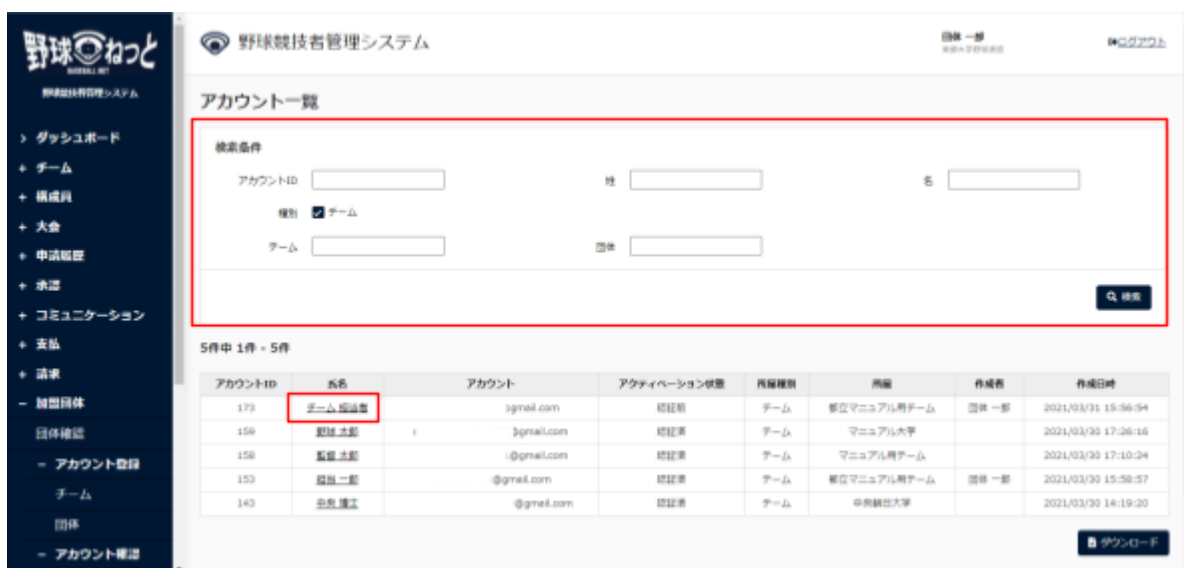 野球ねっと
BASEBALL NET
野球競技者管理システム
> ダッシュボード
+ チーム
+ 構成員
+ 大会
+ 申請履歴
+ 承認
+ コミュニケーション
+ 支払
+ 請求
− 加盟団体
団体確認
− アカウント登録
チーム
団体
− アカウント確認
野球競技者管理システム
団体 一郎
ログアウト
アカウント一覧
検索条件
アカウントID 姓 名
種別 チーム
チーム 団体
検索
5件中 1件 - 5件
アカウントID 氏名 アカウント アクティベーション状態 所属種別 所属 作成者 作成日時
173 チーム 担当者 gmail.com 認証前 チーム 都立マニュアル用チーム 団体 一郎 2021/03/31 15:56:54
159 野球 太郎 gmail.com 認証済 チーム マニュアル大学 2021/03/30 17:26:16
158 監督 太郎 @gmail.com 認証済 チーム マニュアル用チーム 2021/03/30 17:10:24
153 担当 一郎 @gmail.com 認証済 チーム 都立マニュアル用チーム 団体 一郎 2021/03/30 15:58:57
143 @gmail.com 認証済 チーム 2021/03/30 14:19:20
ダウンロード